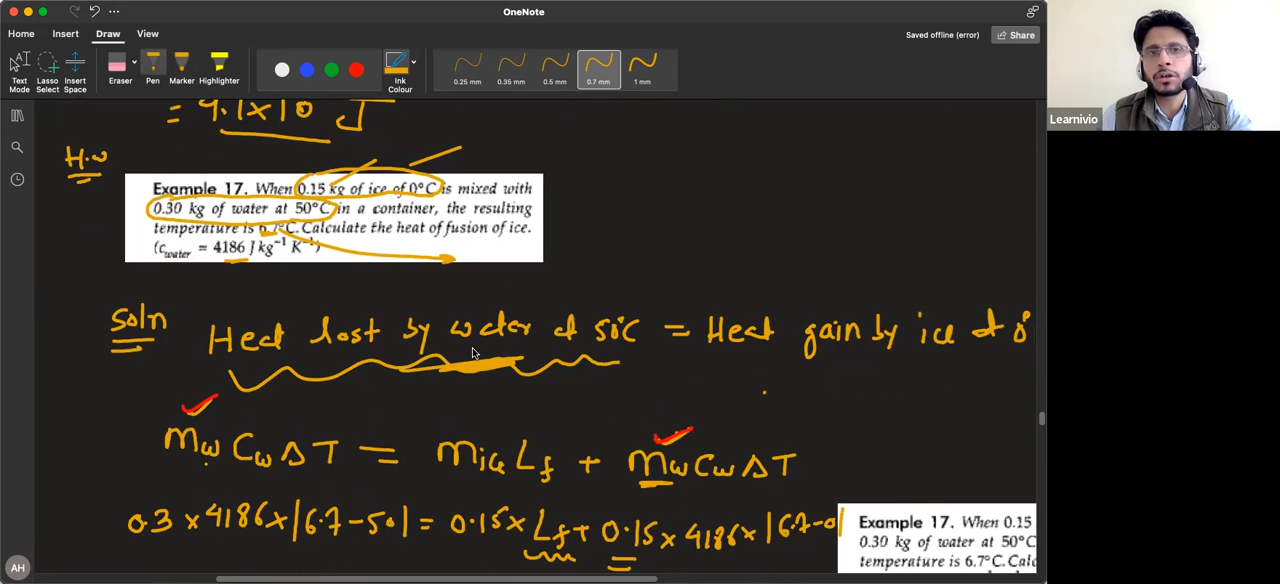 OneNote
Home Insert Draw View
Saved offline (error) Share
Text Mode
Lasso Select
Insert Space
Eraser
Pen
Marker
Highlighter
Ink Colour
0.25 mm 0.35 mm 0.5 mm 0.7 mm 1 mm
Learnivio
= 9.1×10 J
H.w
Example 17. When 0.15 kg of ice of 0°C is mixed with
0.30 kg of water at 50°C in a container, the resulting
temperature is 6.7°C. Calculate the heat of fusion of ice.
(c_water = 4186 J kg⁻¹ K⁻¹)
Soln Heat lost by water at 50°C = Heat gain by ice at 0°
Mw Cw ΔT = Mice Lf + Mw Cw ΔT
0.3 × 4186 × |6.7-50| = 0.15 × Lf + 0.15 × 4186 × |6.7-0|
Example 17. When 0.15
0.30 kg of water at 50°C
temperature is 6.7°C. Calc
AH